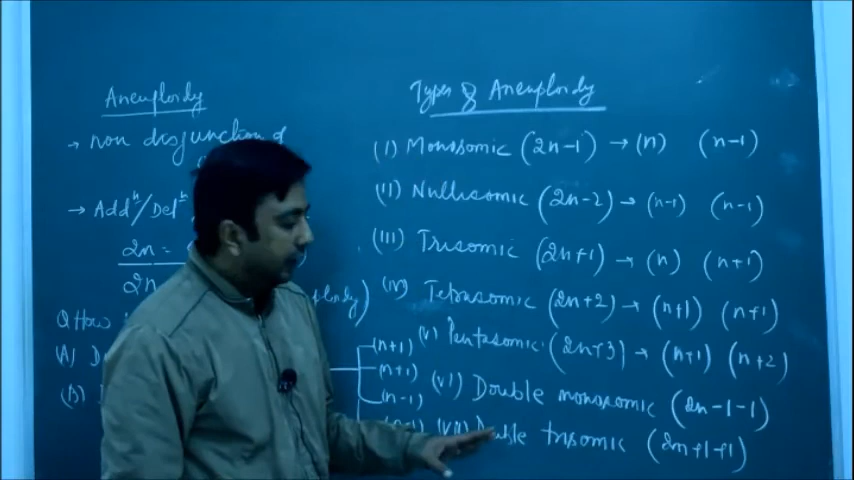 Aneuploidy
→ non disjunction of
→ Addⁿ/Delⁿ
2n =
2n
ploidy)
Q How
(A) D
(B)
(n+1)
(n+1)
(n-1)
Types of Aneuploidy
(i) Monosomic (2n-1) → (n) (n-1)
(ii) Nullisomic (2n-2) → (n-1) (n-1)
(iii) Trisomic (2n+1) → (n) (n+1)
(iv) Tetrasomic (2n+2) → (n+1) (n+1)
(v) Pentasomic. (2n+3) → (n+1) (n+2)
(vi) Double monosomic (2n-1-1)
(vii) Double trisomic (2n+1+1)